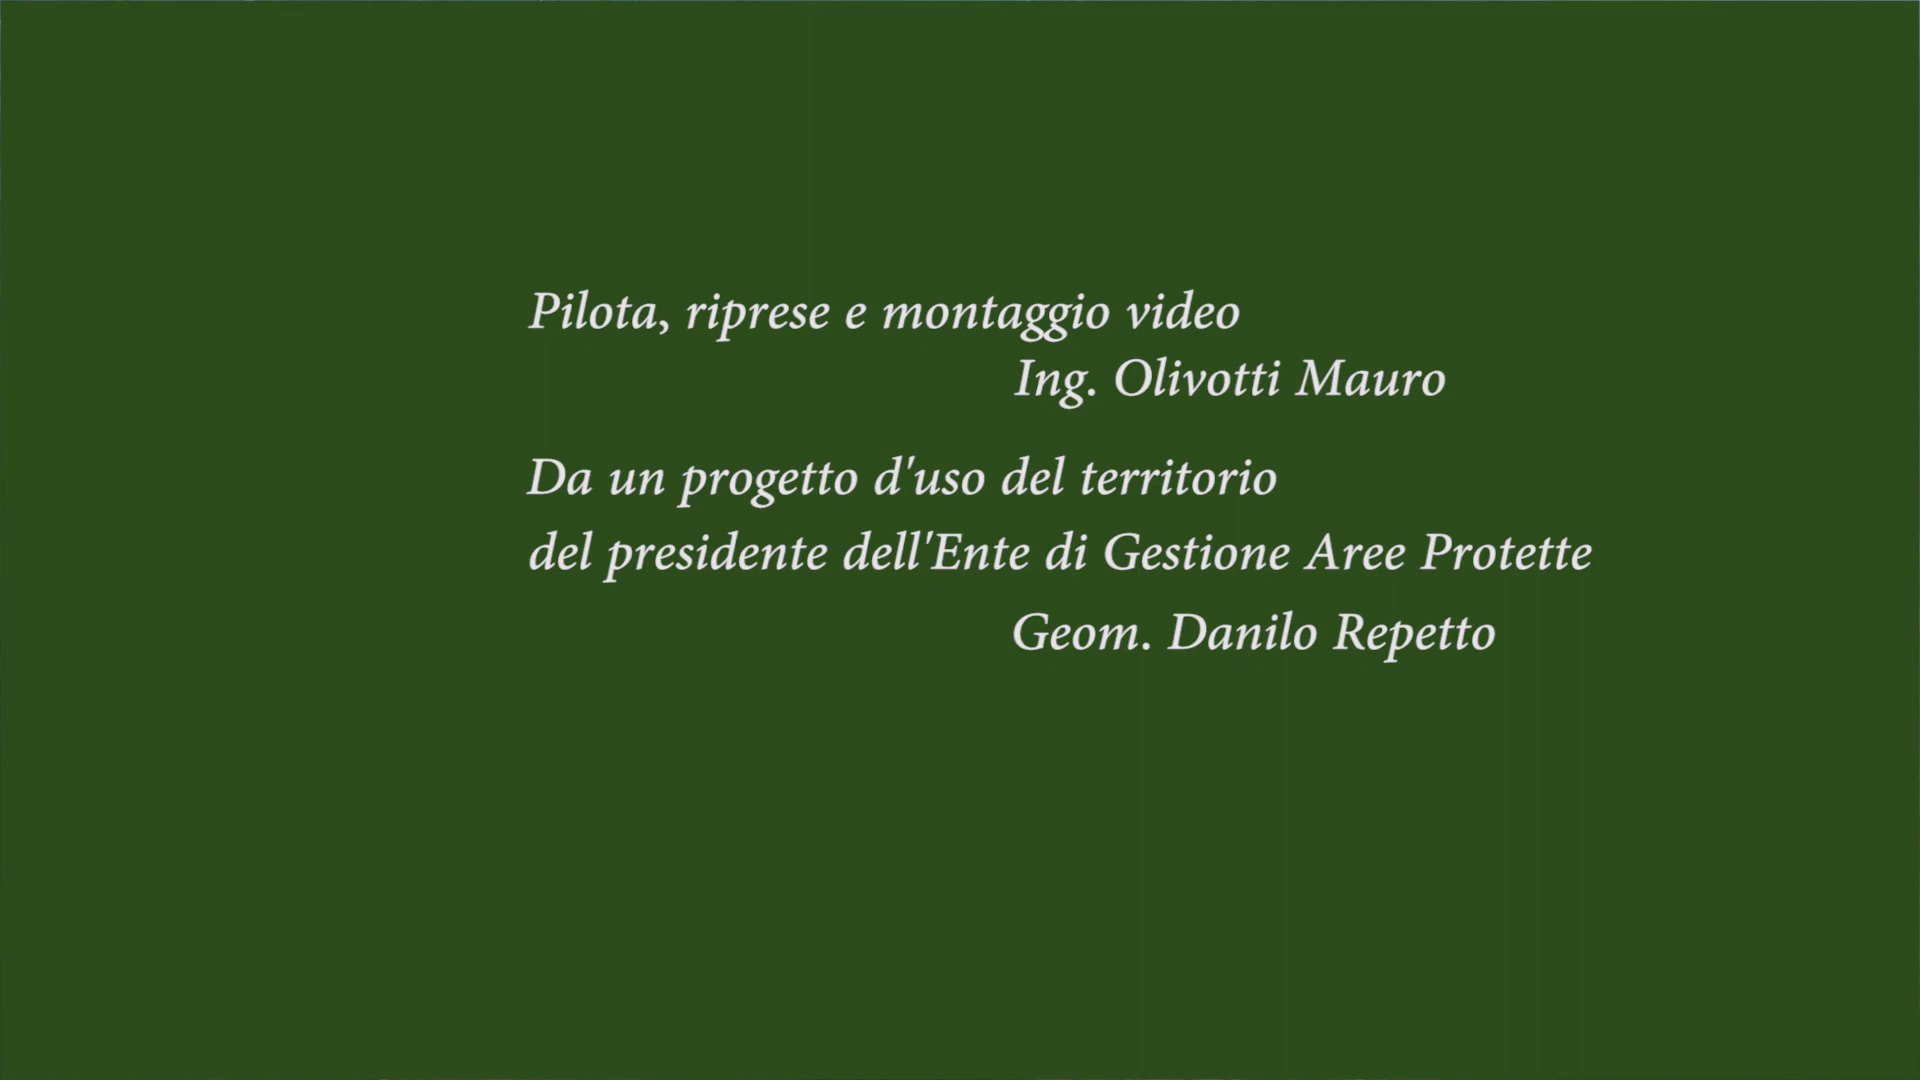 Pilota, riprese e montaggio video
Ing. Olivotti Mauro
Da un progetto d'uso del territorio
del presidente dell'Ente di Gestione Aree Protette
Geom. Danilo Repetto